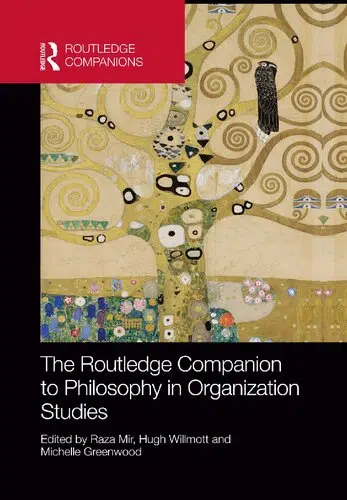 Routledge
ROUTLEDGE
COMPANIONS
The Routledge Companion
to Philosophy in Organization
Studies
Edited by Raza Mir, Hugh Willmott and
Michelle Greenwood